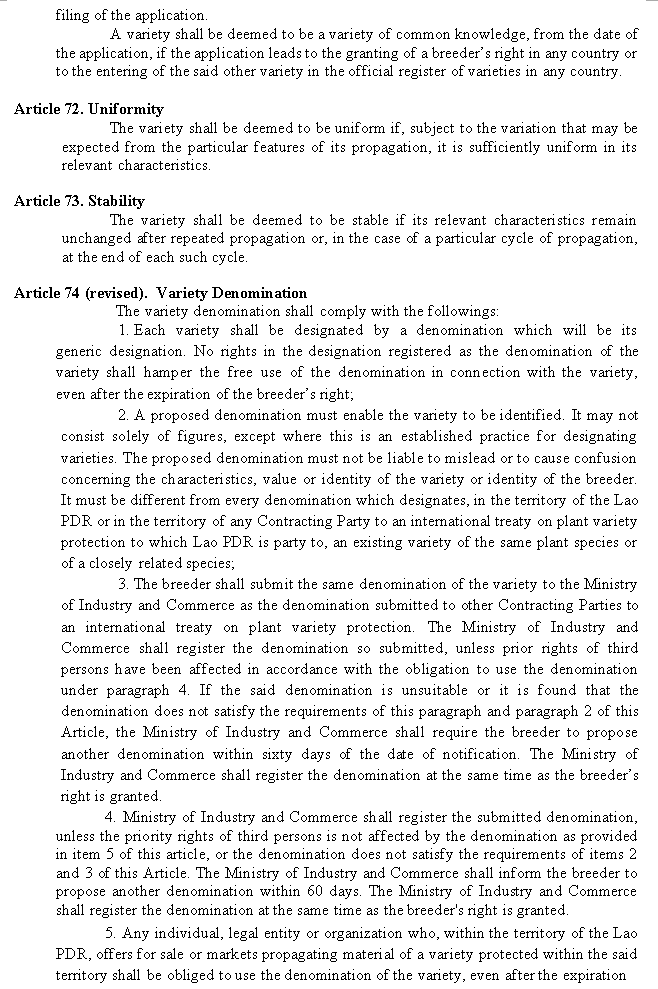 filing of the application.
A variety shall be deemed to be a variety of common knowledge, from the date of
the application, if the application leads to the granting of a breeder's right in any country or
to the entering of the said other variety in the official register of varieties in any country.
Article 72. Uniformity
The variety shall be deemed to be uniform if, subject to the variation that may be
expected from the particular features of its propagation, it is sufficiently uniform in its
relevant characteristics.
Article 73. Stability
The variety shall be deemed to be stable if its relevant characteristics remain
unchanged after repeated propagation or, in the case of a particular cycle of propagation,
at the end of each such cycle.
Article 74 (revised). Variety Denomination
The variety denomination shall comply with the followings:
1. Each variety shall be designated by a denomination which will be its
generic designation. No rights in the designation registered as the denomination of the
variety shall hamper the free use of the denomination in connection with the variety,
even after the expiration of the breeder's right;
2. A proposed denomination must enable the variety to be identified. It may not
consist solely of figures, except where this is an established practice for designating
varieties. The proposed denomination must not be liable to mislead or to cause confusion
concerning the characteristics, value or identity of the variety or identity of the breeder.
It must be different from every denomination which designates, in the territory of the Lao
PDR or in the territory of any Contracting Party to an international treaty on plant variety
protection to which Lao PDR is party to, an existing variety of the same plant species or
of a closely related species;
3. The breeder shall submit the same denomination of the variety to the Ministry
of Industry and Commerce as the denomination submitted to other Contracting Parties to
an international treaty on plant variety protection. The Ministry of Industry and
Commerce shall register the denomination so submitted, unless prior rights of third
persons have been affected in accordance with the obligation to use the denomination
under paragraph 4. If the said denomination is unsuitable or it is found that the
denomination does not satisfy the requirements of this paragraph and paragraph 2 of this
Article, the Ministry of Industry and Commerce shall require the breeder to propose
another denomination within sixty days of the date of notification. The Ministry of
Industry and Commerce shall register the denomination at the same time as the breeder's
right is granted.
4. Ministry of Industry and Commerce shall register the submitted denomination,
unless the priority rights of third persons is not affected by the denomination as provided
in item 5 of this article, or the denomination does not satisfy the requirements of items 2
and 3 of this Article. The Ministry of Industry and Commerce shall inform the breeder to
propose another denomination within 60 days. The Ministry of Industry and Commerce
shall register the denomination at the same time as the breeder's right is granted.
5. Any individual, legal entity or organization who, within the territory of the Lao
PDR, offers for sale or markets propagating material of a variety protected within the said
territory shall be obliged to use the denomination of the variety, even after the expiration